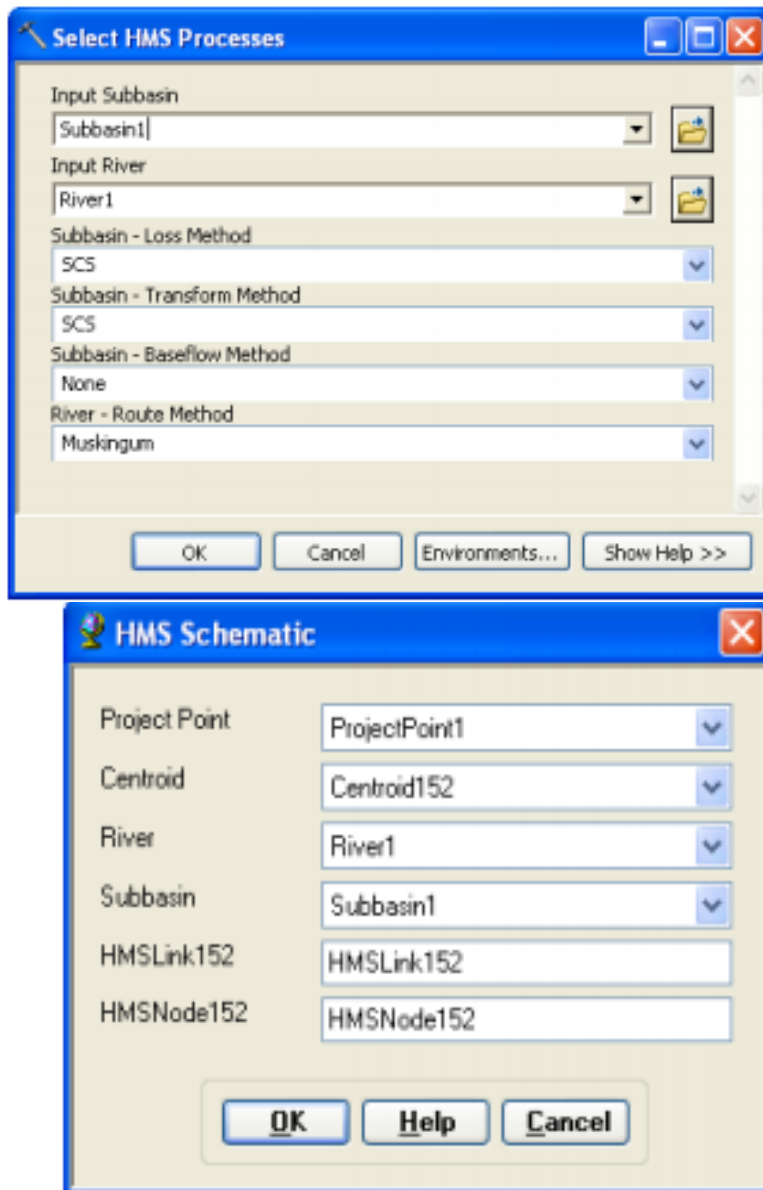 Select HMS Processes
Input Subbasin
Subbasin1
Input River
River1
Subbasin - Loss Method
SCS
Subbasin - Transform Method
SCS
Subbasin - Baseflow Method
None
River - Route Method
Muskingum
OK Cancel Environments... Show Help >>
HMS Schematic
Project Point ProjectPoint1
Centroid Centroid152
River River1
Subbasin Subbasin1
HMSLink152 HMSLink152
HMSNode152 HMSNode152
OK Help Cancel